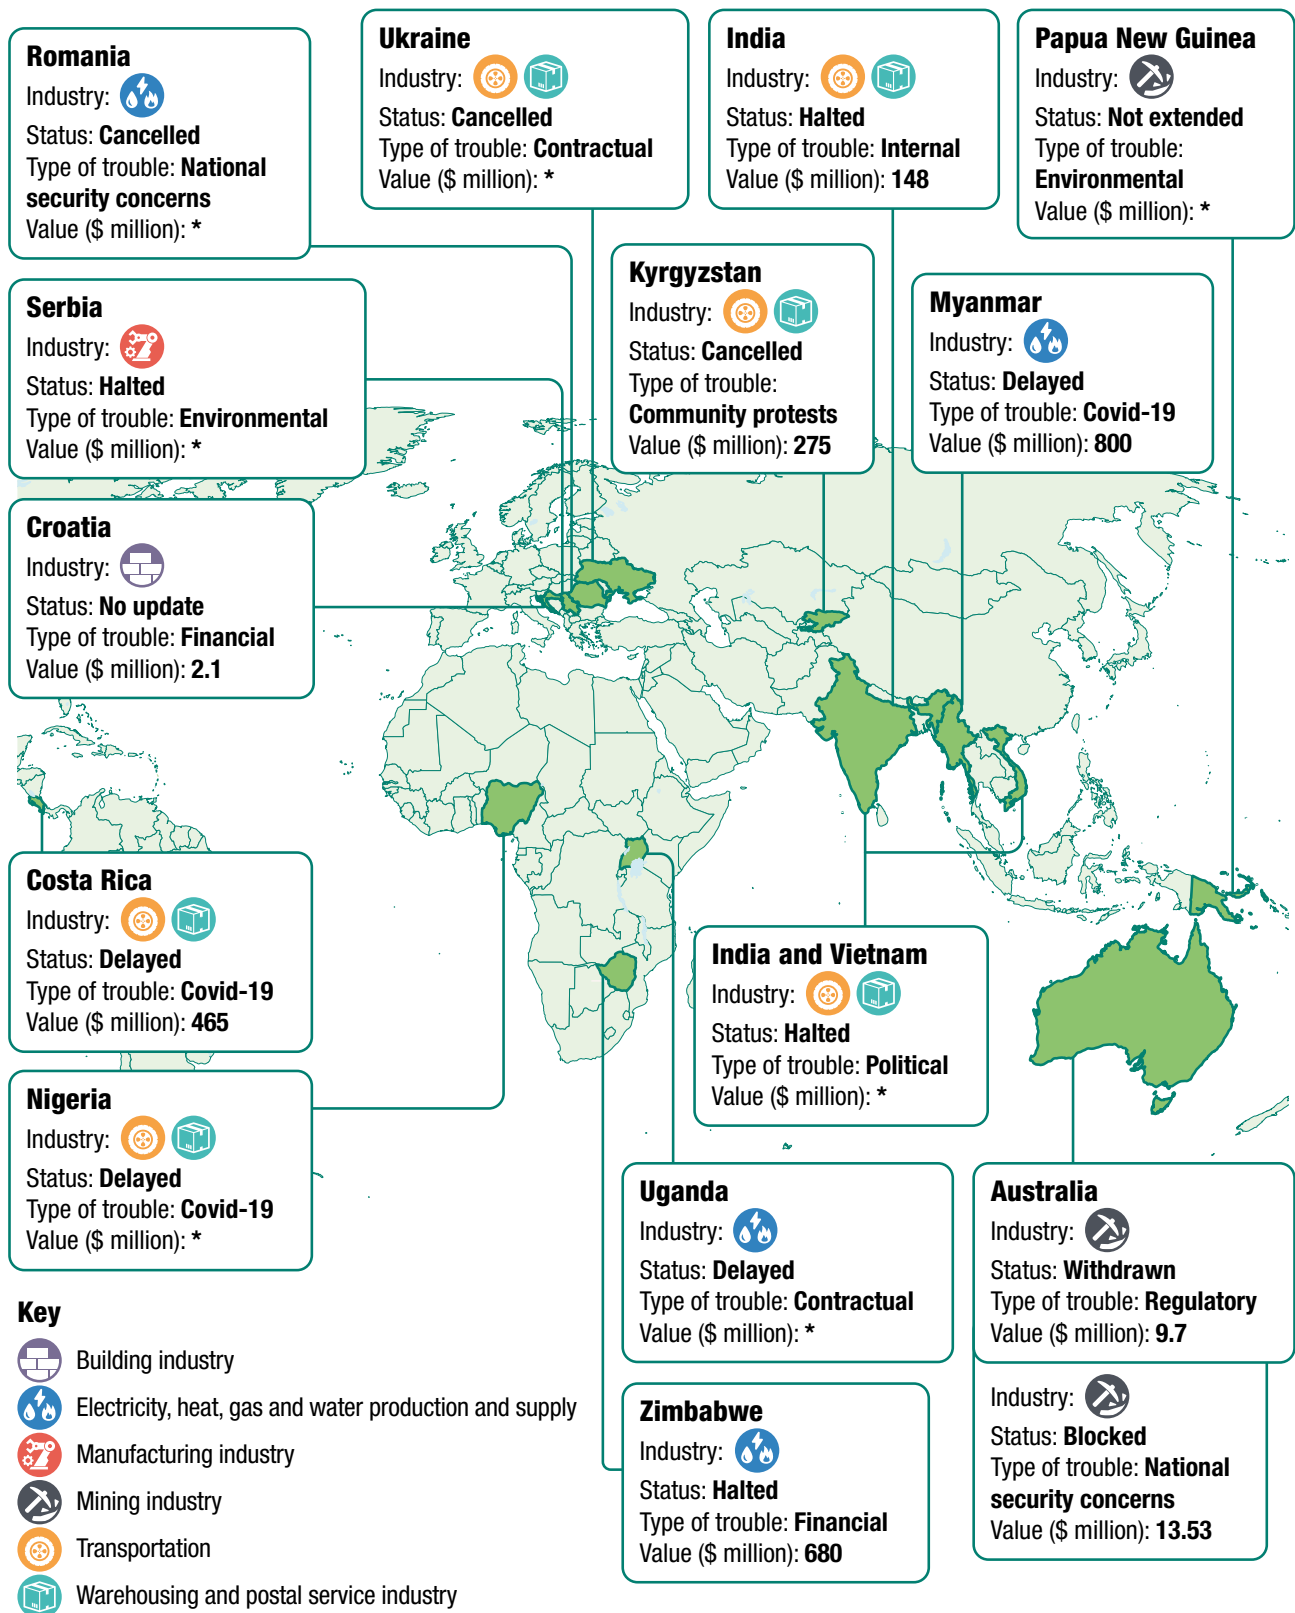 Romania
Industry:
Status: Cancelled
Type of trouble: National
security concerns
Value ($ million): *
Ukraine
Industry:
Status: Cancelled
Type of trouble: Contractual
Value ($ million): *
India
Industry:
Status: Halted
Type of trouble: Internal
Value ($ million): 148
Papua New Guinea
Industry:
Status: Not extended
Type of trouble:
Environmental
Value ($ million): *
Serbia
Industry:
Status: Halted
Type of trouble: Environmental
Value ($ million): *
Kyrgyzstan
Industry:
Status: Cancelled
Type of trouble:
Community protests
Value ($ million): 275
Myanmar
Industry:
Status: Delayed
Type of trouble: Covid-19
Value ($ million): 800
Croatia
Industry:
Status: No update
Type of trouble: Financial
Value ($ million): 2.1
Costa Rica
Industry:
Status: Delayed
Type of trouble: Covid-19
Value ($ million): 465
India and Vietnam
Industry:
Status: Halted
Type of trouble: Political
Value ($ million): *
Nigeria
Industry:
Status: Delayed
Type of trouble: Covid-19
Value ($ million): *
Uganda
Industry:
Status: Delayed
Type of trouble: Contractual
Value ($ million): *
Australia
Industry:
Status: Withdrawn
Type of trouble: Regulatory
Value ($ million): 9.7
Industry:
Status: Blocked
Type of trouble: National
security concerns
Value ($ million): 13.53
Zimbabwe
Industry:
Status: Halted
Type of trouble: Financial
Value ($ million): 680
Key
Building industry
Electricity, heat, gas and water production and supply
Manufacturing industry
Mining industry
Transportation
Warehousing and postal service industry